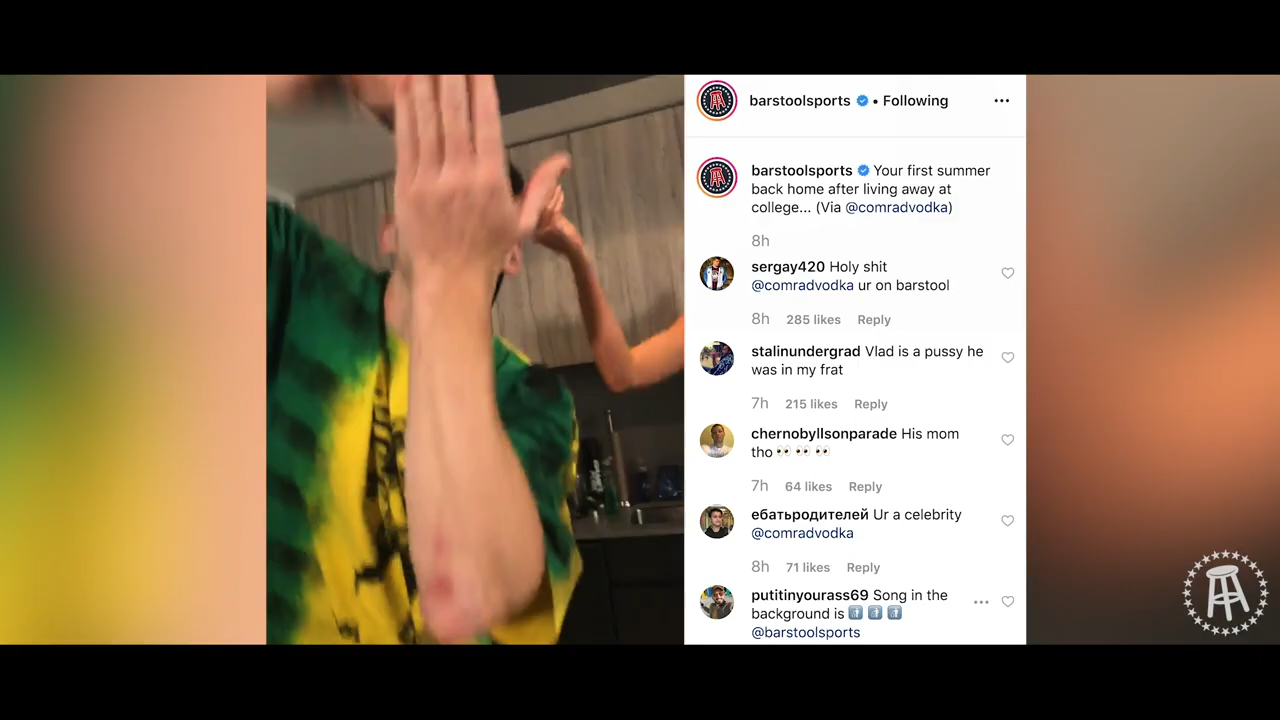 barstoolsports • Following
barstoolsports Your first summer
back home after living away at
college... (Via @comradvodka)
8h
sergay420 Holy shit
@comradvodka ur on barstool
8h 285 likes Reply
stalinundergrad Vlad is a pussy he
was in my frat
7h 215 likes Reply
chernobyllsonparade His mom
tho 👀 👀 👀
7h 64 likes Reply
ебатьродителей Ur a celebrity
@comradvodka
8h 71 likes Reply
putitinyourass69 Song in the
background is 🚮 🚮 🚮
@barstoolsports